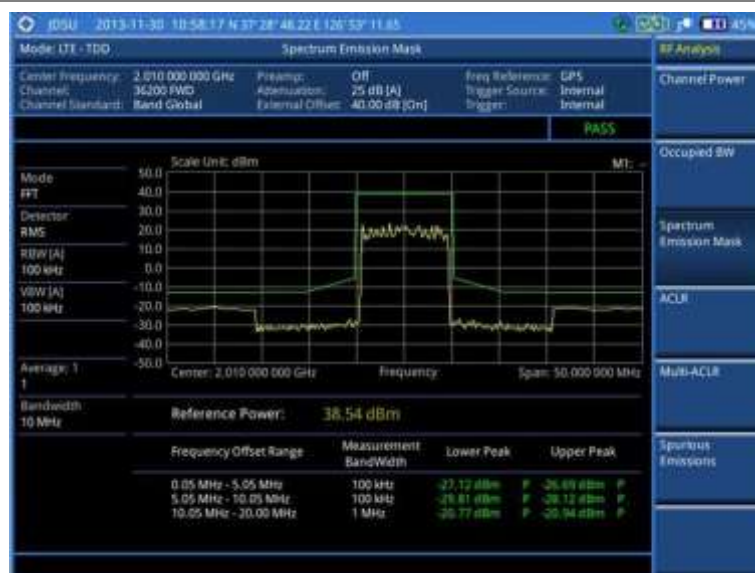 JDSU 2013-11-30 10:58:17 N 37° 28' 48.22 E 126° 53' 11.65 45%
Mode: LTE - TDD Spectrum Emission Mask RF Analysis
Center Frequency: 2.010 000 000 GHz Preamp: Off Freq Reference: GPS
Channel: 36200 FWD Attenuation: 25 dB [A] Trigger Source: Internal
Channel Standard: Band Global External Offset: 40.00 dB [On] Trigger: Internal
PASS
Channel Power
Occupied BW
Spectrum Emission Mask
ACLR
Multi-ACLR
Spurious Emissions
Mode
FFT
Detector
RMS
RBW [A]
100 kHz
VBW [A]
100 kHz
Average: 1
1
Bandwidth
10 MHz
Scale Unit: dBm M1: --
50.0
40.0
30.0
20.0
10.0
0.0
-10.0
-20.0
-30.0
-40.0
-50.0
Center: 2.010 000 000 GHz Frequency Span: 50.000 000 MHz
Reference Power: 38.54 dBm
Frequency Offset Range Measurement BandWidth Lower Peak Upper Peak
0.05 MHz - 5.05 MHz 100 kHz -27.12 dBm P -26.69 dBm P
5.05 MHz - 10.05 MHz 100 kHz -29.81 dBm P -28.12 dBm P
10.05 MHz - 20.00 MHz 1 MHz -20.77 dBm P -20.94 dBm P